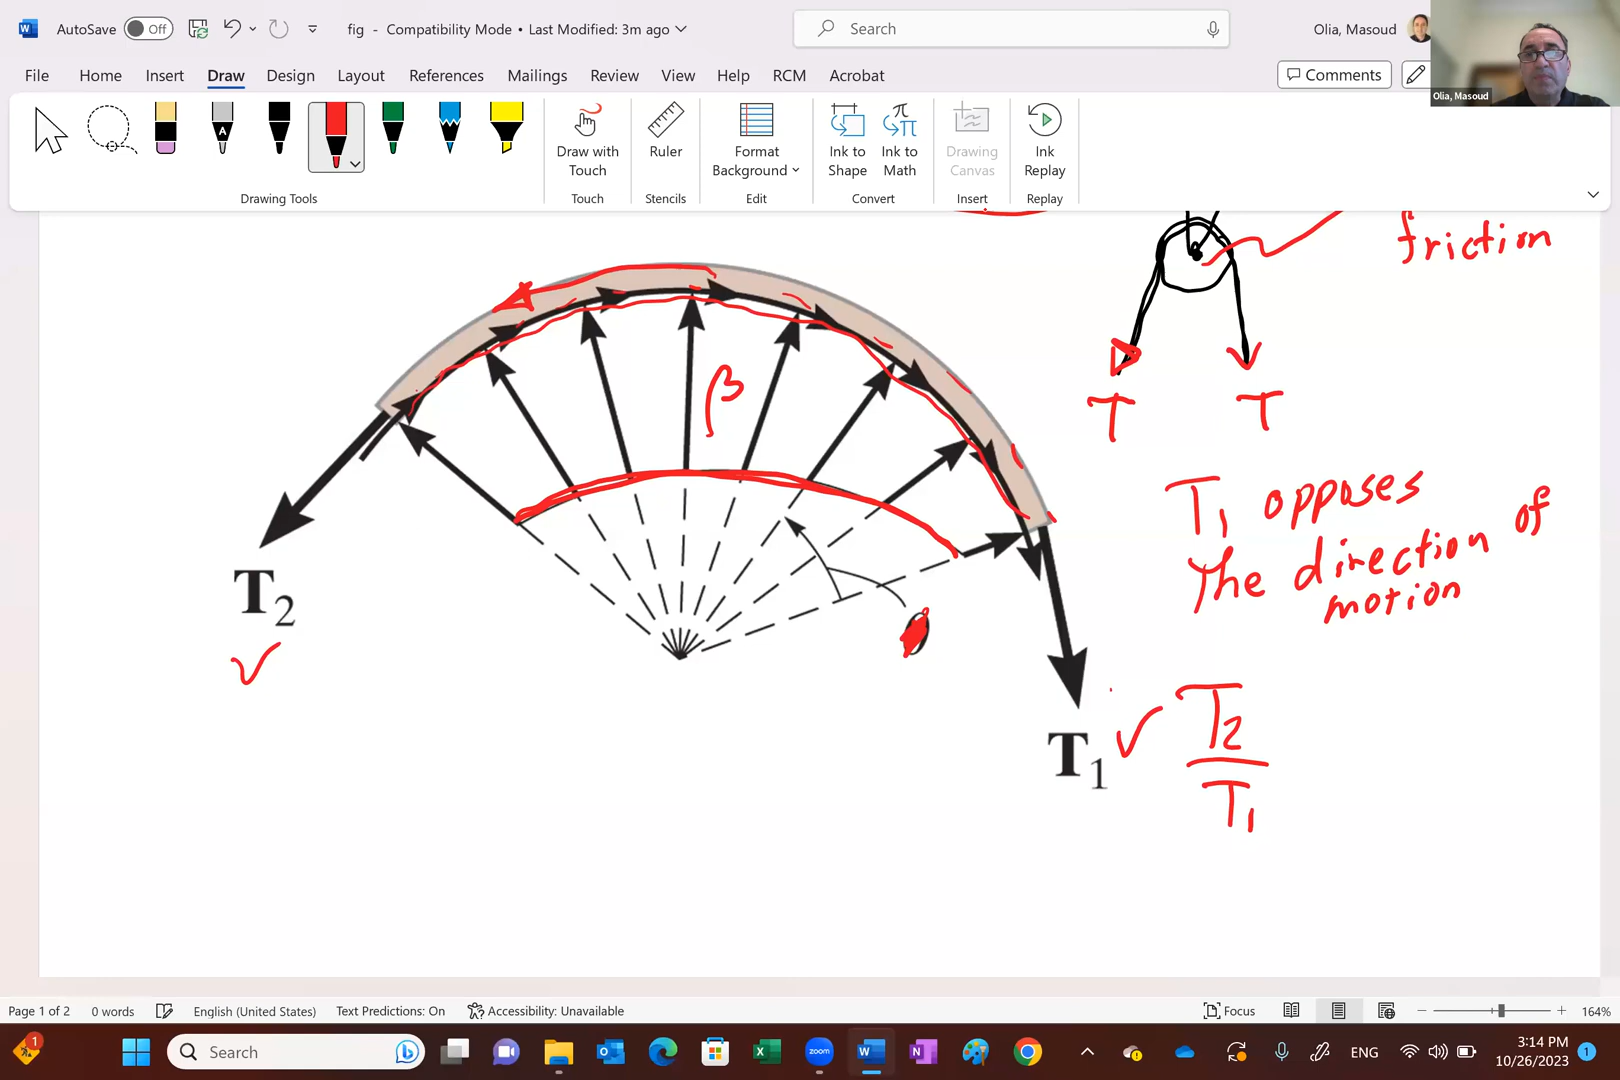 AutoSave Off fig - Compatibility Mode • Last Modified: 3m ago Search Olia, Masoud
File Home Insert Draw Design Layout References Mailings Review View Help RCM Acrobat Comments
Olia, Masoud
A
Draw with Touch
Ruler
Format Background
Ink to Shape
Ink to Math
Drawing Canvas
Ink Replay
Drawing Tools Touch Stencils Edit Convert Insert Replay
friction
β
T T
T₁ opposes
The direction of
motion
T₂
θ
T₁
T₂
T₁
Page 1 of 2 0 words English (United States) Text Predictions: On Accessibility: Unavailable Focus 164%
1 Search zoom ENG 3:14 PM 1
10/26/2023